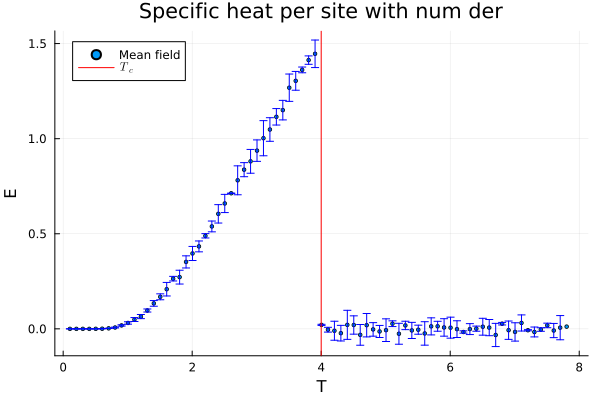 Specific heat per site with num der
1.5
Mean field
T_c
1.0
E
0.5
0.0
0 2 4 6 8
T